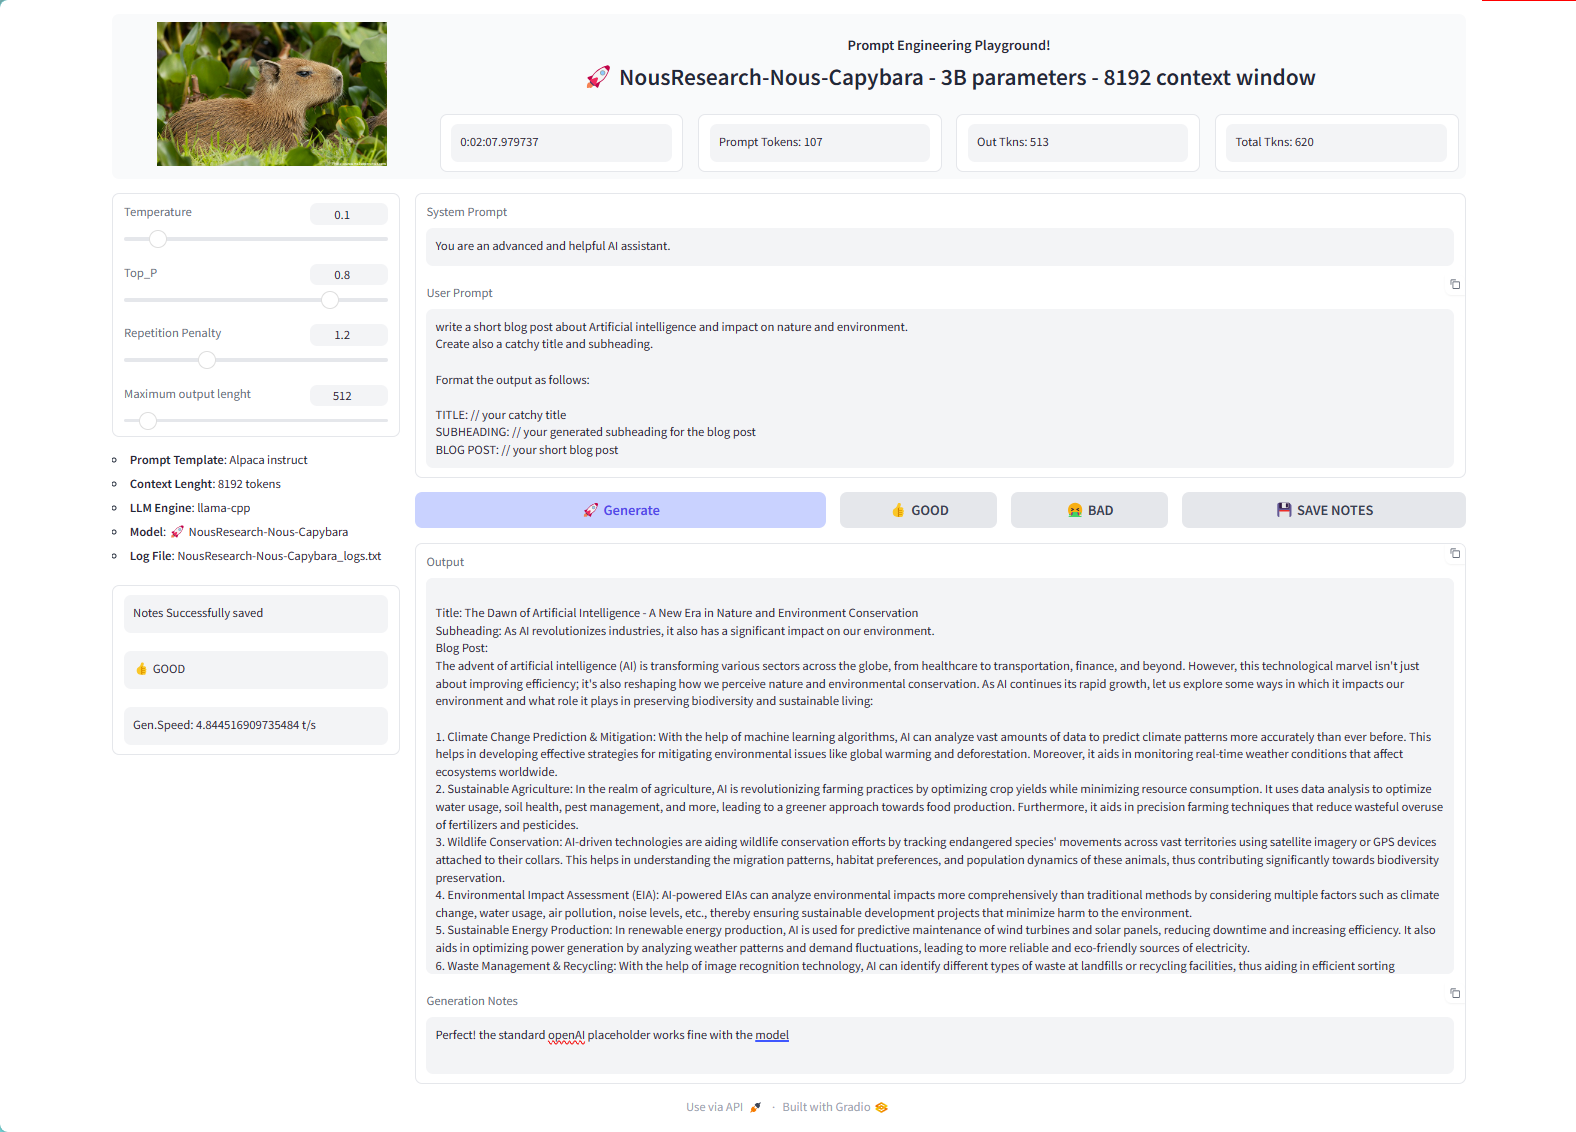 Prompt Engineering Playground!
🚀 NousResearch-Nous-Capybara - 3B parameters - 8192 context window
0:02:07.979737
Prompt Tokens: 107
Out Tkns: 513
Total Tkns: 620
Temperature
0.1
Top_P
0.8
Repetition Penalty
1.2
Maximum output lenght
512
Prompt Template: Alpaca instruct
Context Lenght: 8192 tokens
LLM Engine: llama-cpp
Model: 🚀 NousResearch-Nous-Capybara
Log File: NousResearch-Nous-Capybara_logs.txt
Notes Successfully saved
👍 GOOD
Gen.Speed: 4.844516909735484 t/s
System Prompt
You are an advanced and helpful AI assistant.
User Prompt
write a short blog post about Artificial intelligence and impact on nature and environment.
Create also a catchy title and subheading.
Format the output as follows:
TITLE: // your catchy title
SUBHEADING: // your generated subheading for the blog post
BLOG POST: // your short blog post
🚀 Generate
👍 GOOD
🤮 BAD
💾 SAVE NOTES
Output
Title: The Dawn of Artificial Intelligence - A New Era in Nature and Environment Conservation
Subheading: As AI revolutionizes industries, it also has a significant impact on our environment.
Blog Post:
The advent of artificial intelligence (AI) is transforming various sectors across the globe, from healthcare to transportation, finance, and beyond. However, this technological marvel isn't just
about improving efficiency; it's also reshaping how we perceive nature and environmental conservation. As AI continues its rapid growth, let us explore some ways in which it impacts our
environment and what role it plays in preserving biodiversity and sustainable living:
1. Climate Change Prediction & Mitigation: With the help of machine learning algorithms, AI can analyze vast amounts of data to predict climate patterns more accurately than ever before. This
helps in developing effective strategies for mitigating environmental issues like global warming and deforestation. Moreover, it aids in monitoring real-time weather conditions that affect
ecosystems worldwide.
2. Sustainable Agriculture: In the realm of agriculture, AI is revolutionizing farming practices by optimizing crop yields while minimizing resource consumption. It uses data analysis to optimize
water usage, soil health, pest management, and more, leading to a greener approach towards food production. Furthermore, it aids in precision farming techniques that reduce wasteful overuse
of fertilizers and pesticides.
3. Wildlife Conservation: AI-driven technologies are aiding wildlife conservation efforts by tracking endangered species' movements across vast territories using satellite imagery or GPS devices
attached to their collars. This helps in understanding the migration patterns, habitat preferences, and population dynamics of these animals, thus contributing significantly towards biodiversity
preservation.
4. Environmental Impact Assessment (EIA): AI-powered EIAs can analyze environmental impacts more comprehensively than traditional methods by considering multiple factors such as climate
change, water usage, air pollution, noise levels, etc., thereby ensuring sustainable development projects that minimize harm to the environment.
5. Sustainable Energy Production: In renewable energy production, AI is used for predictive maintenance of wind turbines and solar panels, reducing downtime and increasing efficiency. It also
aids in optimizing power generation by analyzing weather patterns and demand fluctuations, leading to more reliable and eco-friendly sources of electricity.
6. Waste Management & Recycling: With the help of image recognition technology, AI can identify different types of waste at landfills or recycling facilities, thus aiding in efficient sorting
Generation Notes
Perfect! the standard openAI placeholder works fine with the model
Use via API 🚀 · Built with Gradio